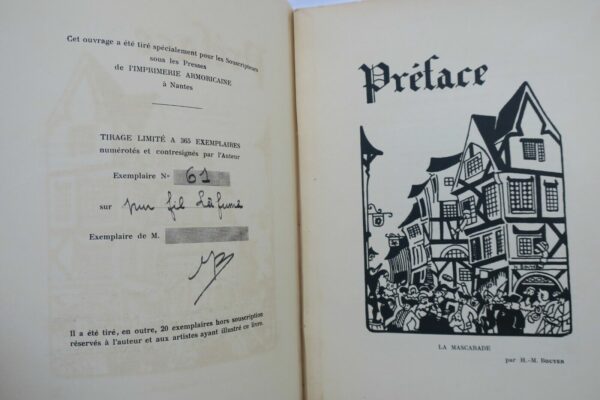 Cet ouvrage a été tiré spécialement pour les Souscripteurs
sous les Presses
de l'IMPRIMERIE ARMORICAINE
à Nantes
TIRAGE LIMITÉ A 365 EXEMPLAIRES
numérotés et contresignés par l'Auteur
Exemplaire N° 61
sur pur fil Lafuma
Exemplaire de M.
Il a été tiré, en outre, 20 exemplaires hors souscription
réservés à l'auteur et aux artistes ayant illustré ce livre.
Préface
LA MASCARADE
par H.-M. BOUYER